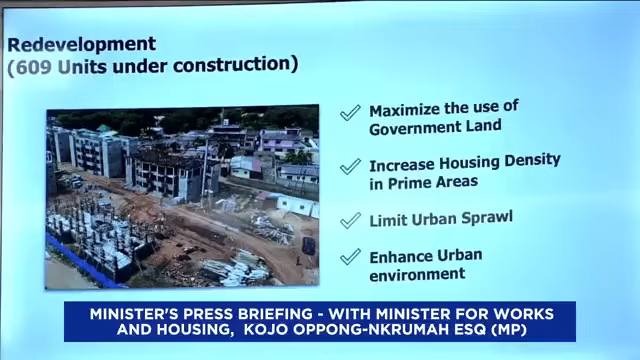 Redevelopment
(609 Units under construction)
Maximize the use of
Government Land
Increase Housing Density
in Prime Areas
Limit Urban Sprawl
Enhance Urban
environment
MINISTER'S PRESS BRIEFING - WITH MINISTER FOR WORKS
AND HOUSING, KOJO OPPONG-NKRUMAH ESQ (MP)